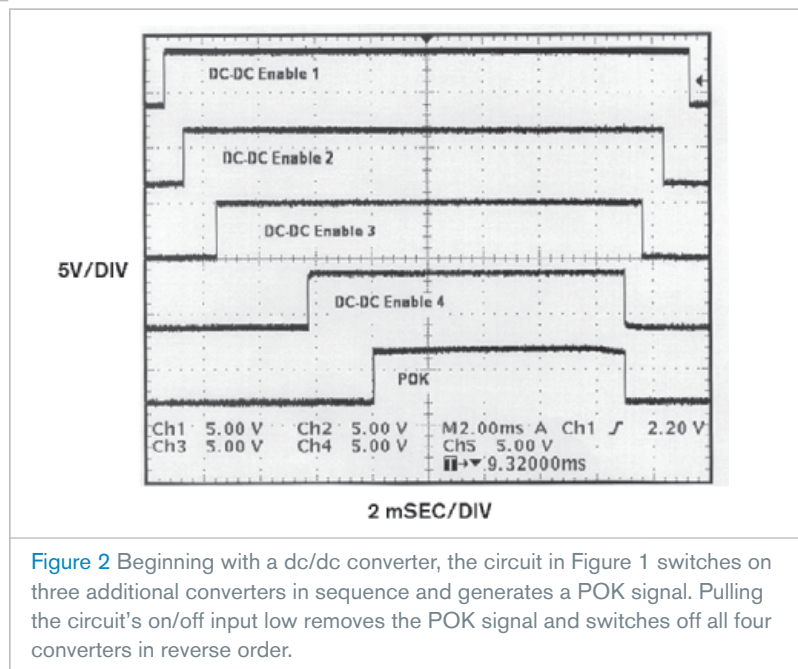 DC-DC Enable 1
DC-DC Enable 2
DC-DC Enable 3
5V/DIV
DC-DC Enable 4
POK
Ch1 5.00 V Ch2 5.00 V M2.00ms A Ch1 2.20 V
Ch3 5.00 V Ch4 5.00 V Ch5 5.00 V
9.32000ms
2 mSEC/DIV
Figure 2 Beginning with a dc/dc converter, the circuit in Figure 1 switches on
three additional converters in sequence and generates a POK signal. Pulling
the circuit's on/off input low removes the POK signal and switches off all four
converters in reverse order.